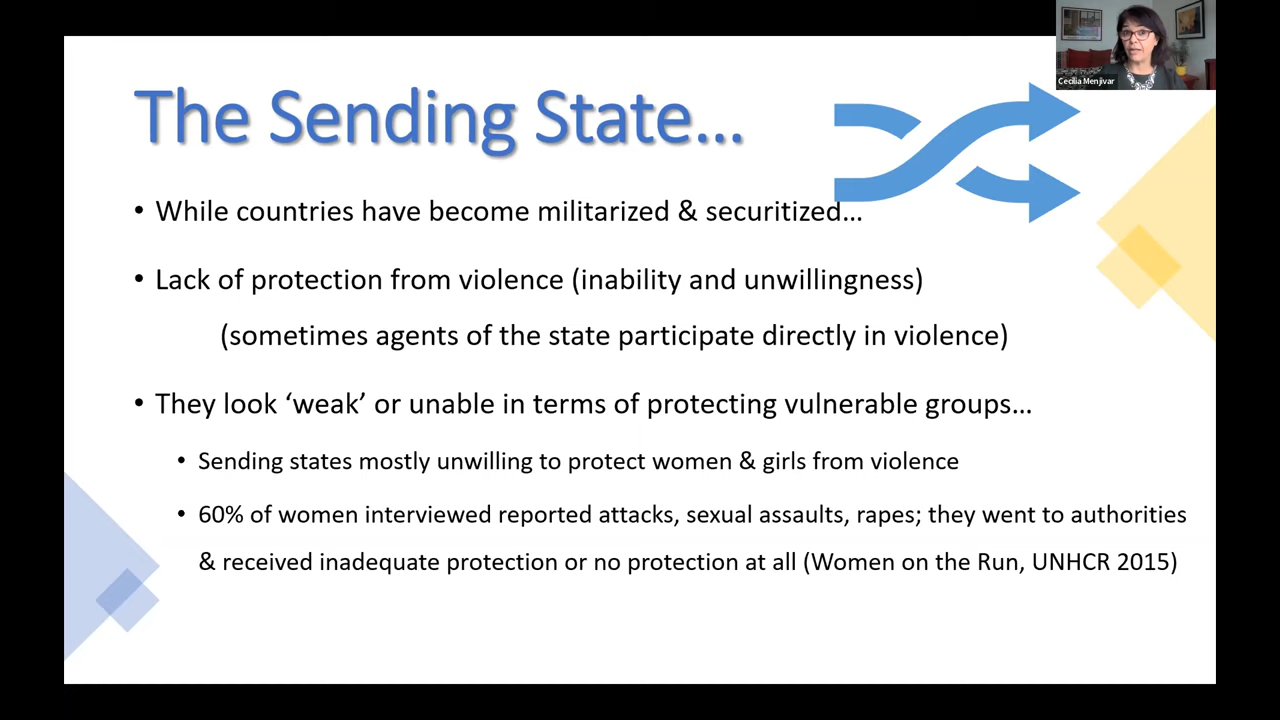 Cecilia Menjívar
The Sending State...
• While countries have become militarized & securitized...
• Lack of protection from violence (inability and unwillingness)
(sometimes agents of the state participate directly in violence)
• They look ‘weak’ or unable in terms of protecting vulnerable groups...
• Sending states mostly unwilling to protect women & girls from violence
• 60% of women interviewed reported attacks, sexual assaults, rapes; they went to authorities
& received inadequate protection or no protection at all (Women on the Run, UNHCR 2015)